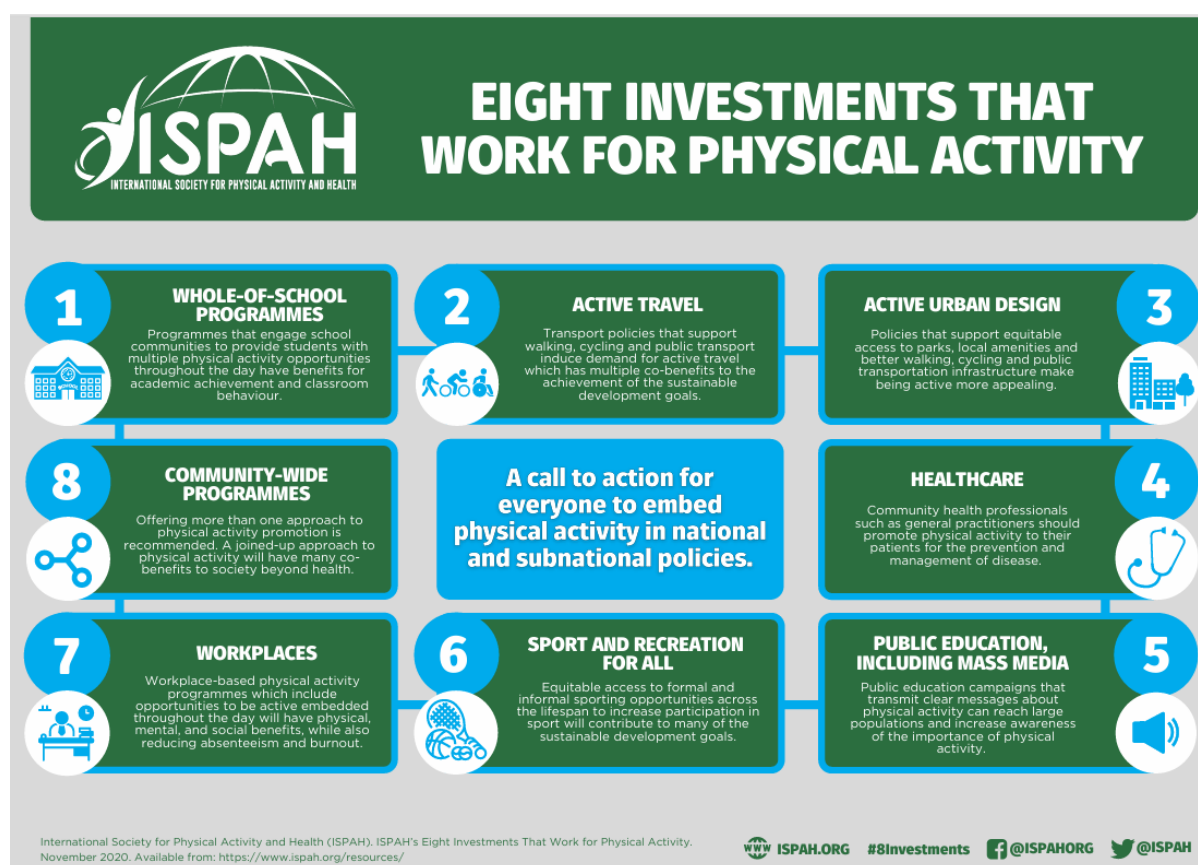 ISPAH
INTERNATIONAL SOCIETY FOR PHYSICAL ACTIVITY AND HEALTH
EIGHT INVESTMENTS THAT
WORK FOR PHYSICAL ACTIVITY
1
WHOLE-OF-SCHOOL
PROGRAMMES
Programmes that engage school
communities to provide students with
multiple physical activity opportunities
throughout the day have benefits for
academic achievement and classroom
behaviour.
2
ACTIVE TRAVEL
Transport policies that support
walking, cycling and public transport
induce demand for active travel
which has multiple co-benefits to the
achievement of the sustainable
development goals.
3
ACTIVE URBAN DESIGN
Policies that support equitable
access to parks, local amenities and
better walking, cycling and public
transportation infrastructure make
being active more appealing.
4
HEALTHCARE
Community health professionals
such as general practitioners should
promote physical activity to their
patients for the prevention and
management of disease.
5
PUBLIC EDUCATION,
INCLUDING MASS MEDIA
Public education campaigns that
transmit clear messages about
physical activity can reach large
populations and increase awareness
of the importance of physical
activity.
6
SPORT AND RECREATION
FOR ALL
Equitable access to formal and
informal sporting opportunities across
the lifespan to increase participation in
sport will contribute to many of the
sustainable development goals.
7
WORKPLACES
Workplace-based physical activity
programmes which include
opportunities to be active embedded
throughout the day will have physical,
mental, and social benefits, while also
reducing absenteeism and burnout.
8
COMMUNITY-WIDE
PROGRAMMES
Offering more than one approach to
physical activity promotion is
recommended. A joined-up approach to
physical activity will have many co-
benefits to society beyond health.
A call to action for
everyone to embed
physical activity in national
and subnational policies.
International Society for Physical Activity and Health (ISPAH). ISPAH's Eight Investments That Work for Physical Activity.
November 2020. Available from: https://www.ispah.org/resources/
WWW ISPAH.ORG #8Investments @ISPAHORG @ISPAH